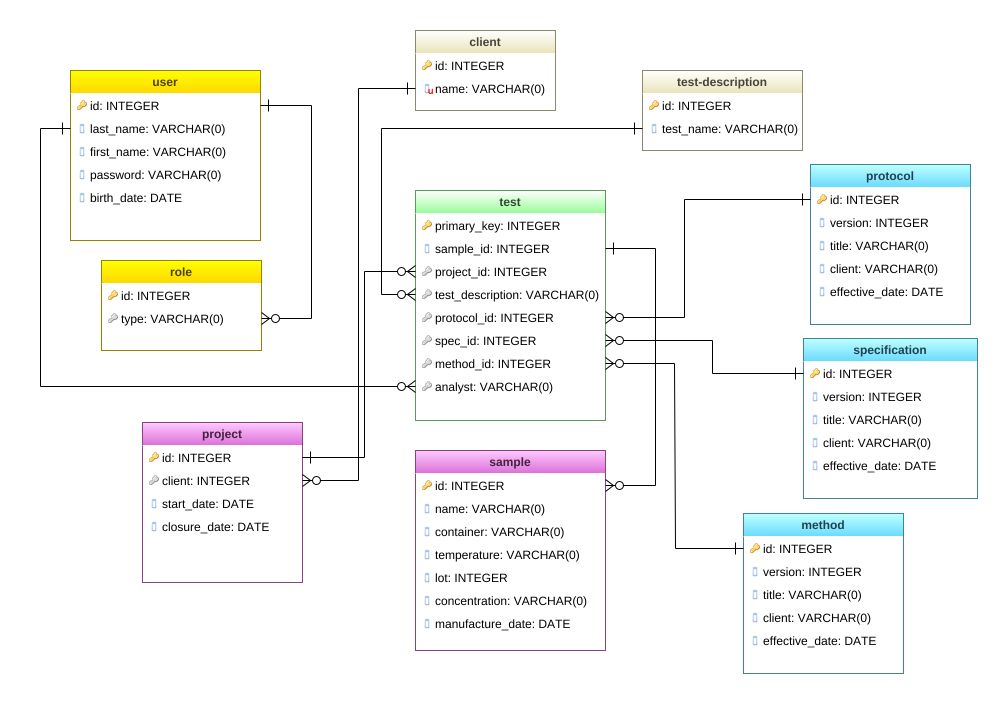 client
id: INTEGER
name: VARCHAR(0)
user
id: INTEGER
last_name: VARCHAR(0)
first_name: VARCHAR(0)
password: VARCHAR(0)
birth_date: DATE
test-description
id: INTEGER
test_name: VARCHAR(0)
protocol
id: INTEGER
version: INTEGER
title: VARCHAR(0)
client: VARCHAR(0)
effective_date: DATE
test
primary_key: INTEGER
sample_id: INTEGER
project_id: INTEGER
test_description: VARCHAR(0)
protocol_id: INTEGER
spec_id: INTEGER
method_id: INTEGER
analyst: VARCHAR(0)
role
id: INTEGER
type: VARCHAR(0)
specification
id: INTEGER
version: INTEGER
title: VARCHAR(0)
client: VARCHAR(0)
effective_date: DATE
project
id: INTEGER
client: INTEGER
start_date: DATE
closure_date: DATE
sample
id: INTEGER
name: VARCHAR(0)
container: VARCHAR(0)
temperature: VARCHAR(0)
lot: INTEGER
concentration: VARCHAR(0)
manufacture_date: DATE
method
id: INTEGER
version: INTEGER
title: VARCHAR(0)
client: VARCHAR(0)
effective_date: DATE